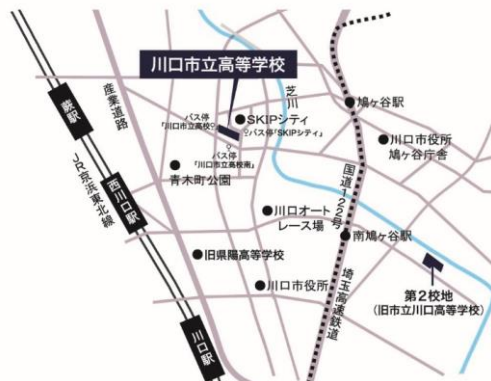 川口市立高等学校
産業道路
バス停
「川口市立高校」
SKIPシティ
バス停「SKIPシティ」
バス停
「川口市立高校南」
芝川
鳩ヶ谷駅
川口市役所
鳩ヶ谷庁舎
蕨駅
西川口駅
JR京浜東北線
青木町公園
国道122号
川口オート
レース場
南鳩ヶ谷駅
旧県陽高等学校
川口市役所
埼玉高速鉄道
第2校地
(旧市立川口高等学校)
川口駅